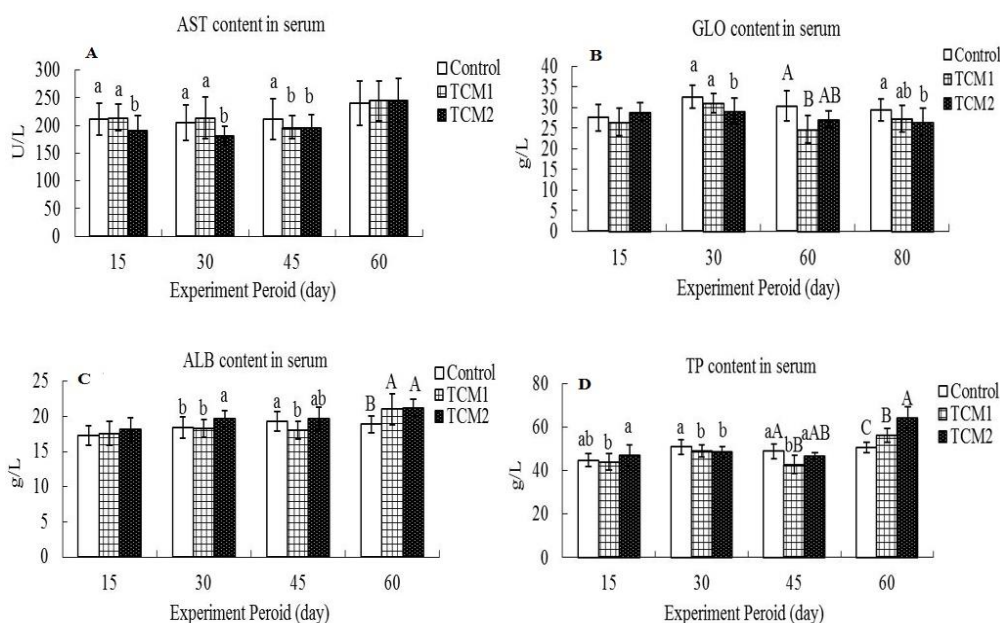 AST content in serum
A
Control
TCM1
TCM2
U/L
300
250
200
150
100
50
0
a a b
a a b
a b b
15 30 45 60
Experiment Peroid (day)
GLO content in serum
B
Control
TCM1
TCM2
g/L
40
35
30
25
20
15
10
5
0
a a b
A B AB
a ab b
15 30 60 80
Experiment Peroid (day)
ALB content in serum
C
Control
TCM1
TCM2
g/L
25
20
15
10
5
0
b b a
a b ab
B A A
15 30 45 60
Experiment Peroid (day)
TP content in serum
D
Control
TCM1
TCM2
g/L
80
60
40
20
0
ab b a
a b b
aA bB aAB
C B A
15 30 45 60
Experiment Peroid (day)